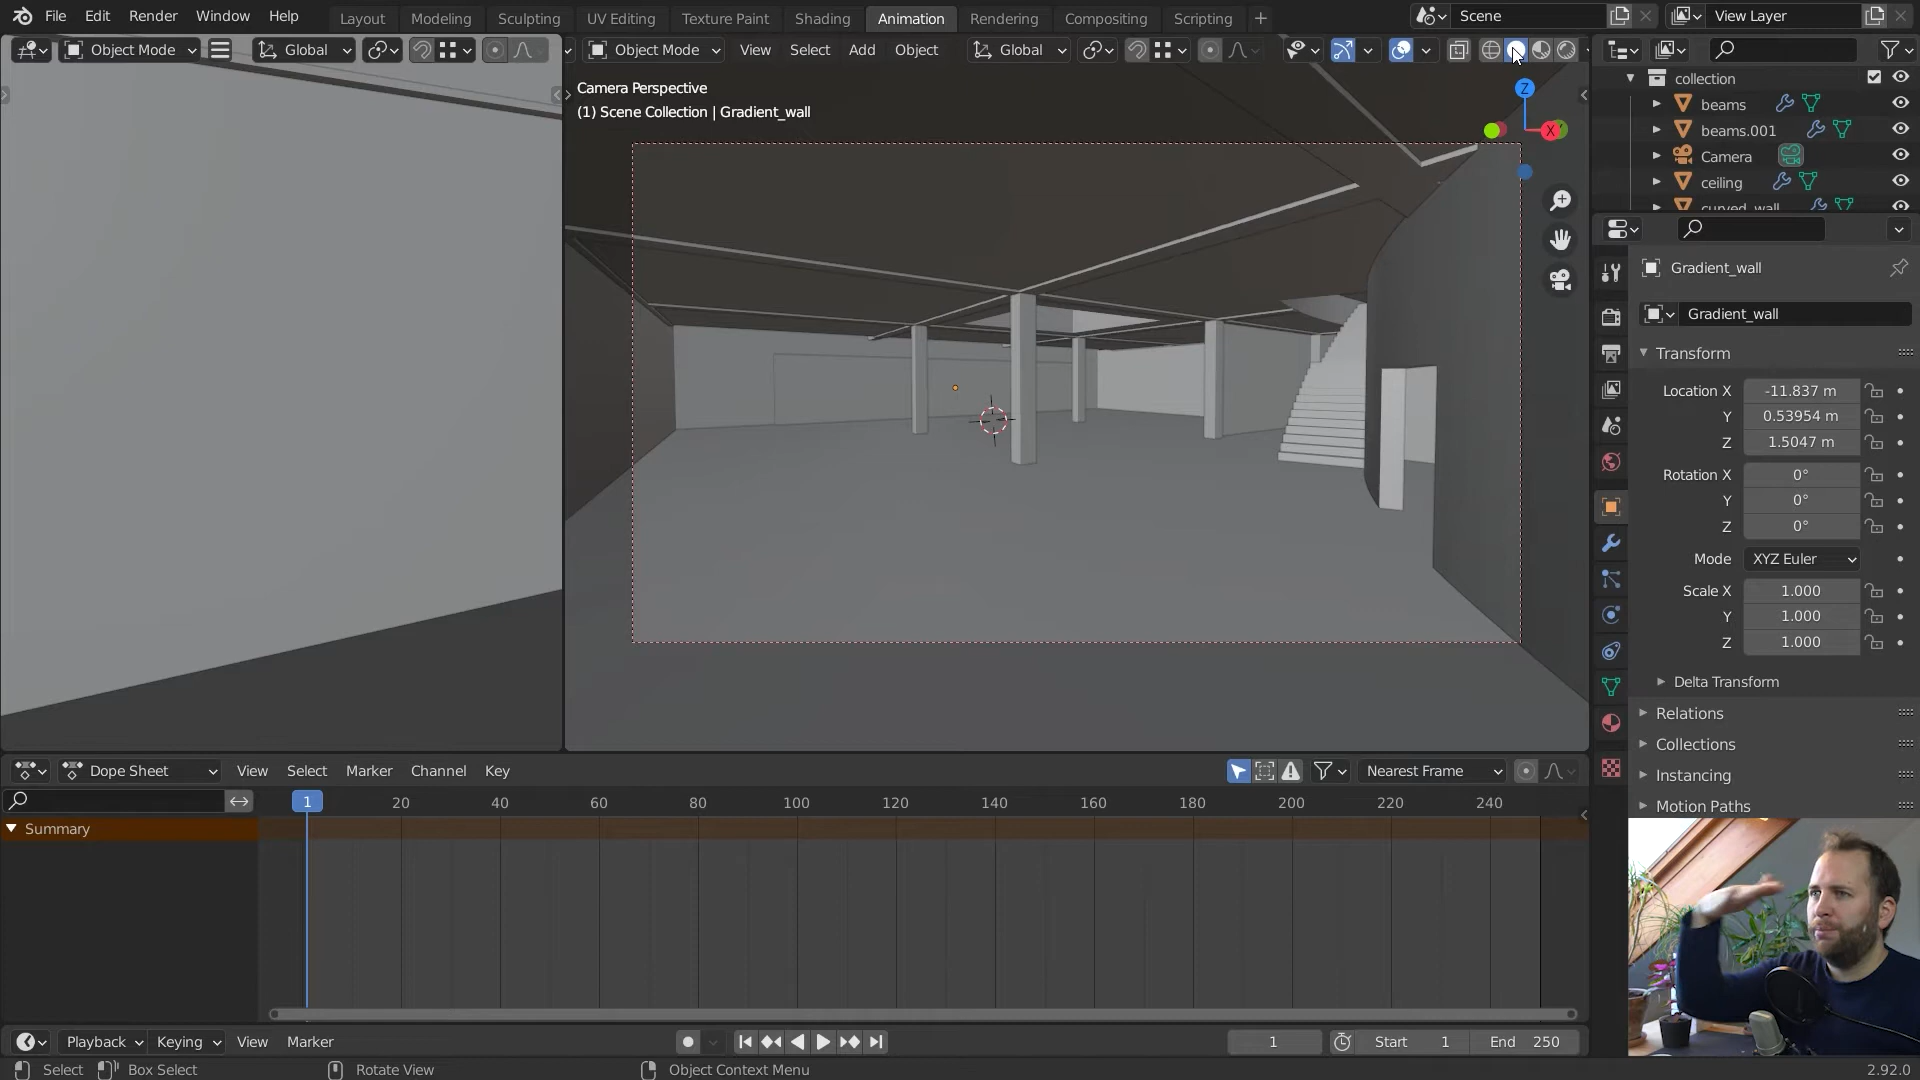 File Edit Render Window Help Layout Modeling Sculpting UV Editing Texture Paint Shading Animation Rendering Compositing Scripting + Scene View Layer
Object Mode Global Object Mode View Select Add Object Global
Camera Perspective
(1) Scene Collection | Gradient_wall
Z
X
collection
beams
beams.001
Camera
ceiling
curved_wall
Gradient_wall
Gradient_wall
Transform
Location X -11.837 m
Y 0.53954 m
Z 1.5047 m
Rotation X 0°
Y 0°
Z 0°
Mode XYZ Euler
Scale X 1.000
Y 1.000
Z 1.000
Delta Transform
Relations
Collections
Instancing
Motion Paths
Dope Sheet View Select Marker Channel Key Nearest Frame
1 20 40 60 80 100 120 140 160 180 200 220 240
Summary
Playback Keying View Marker 1 Start 1 End 250
Select Box Select Rotate View Object Context Menu 2.92.0